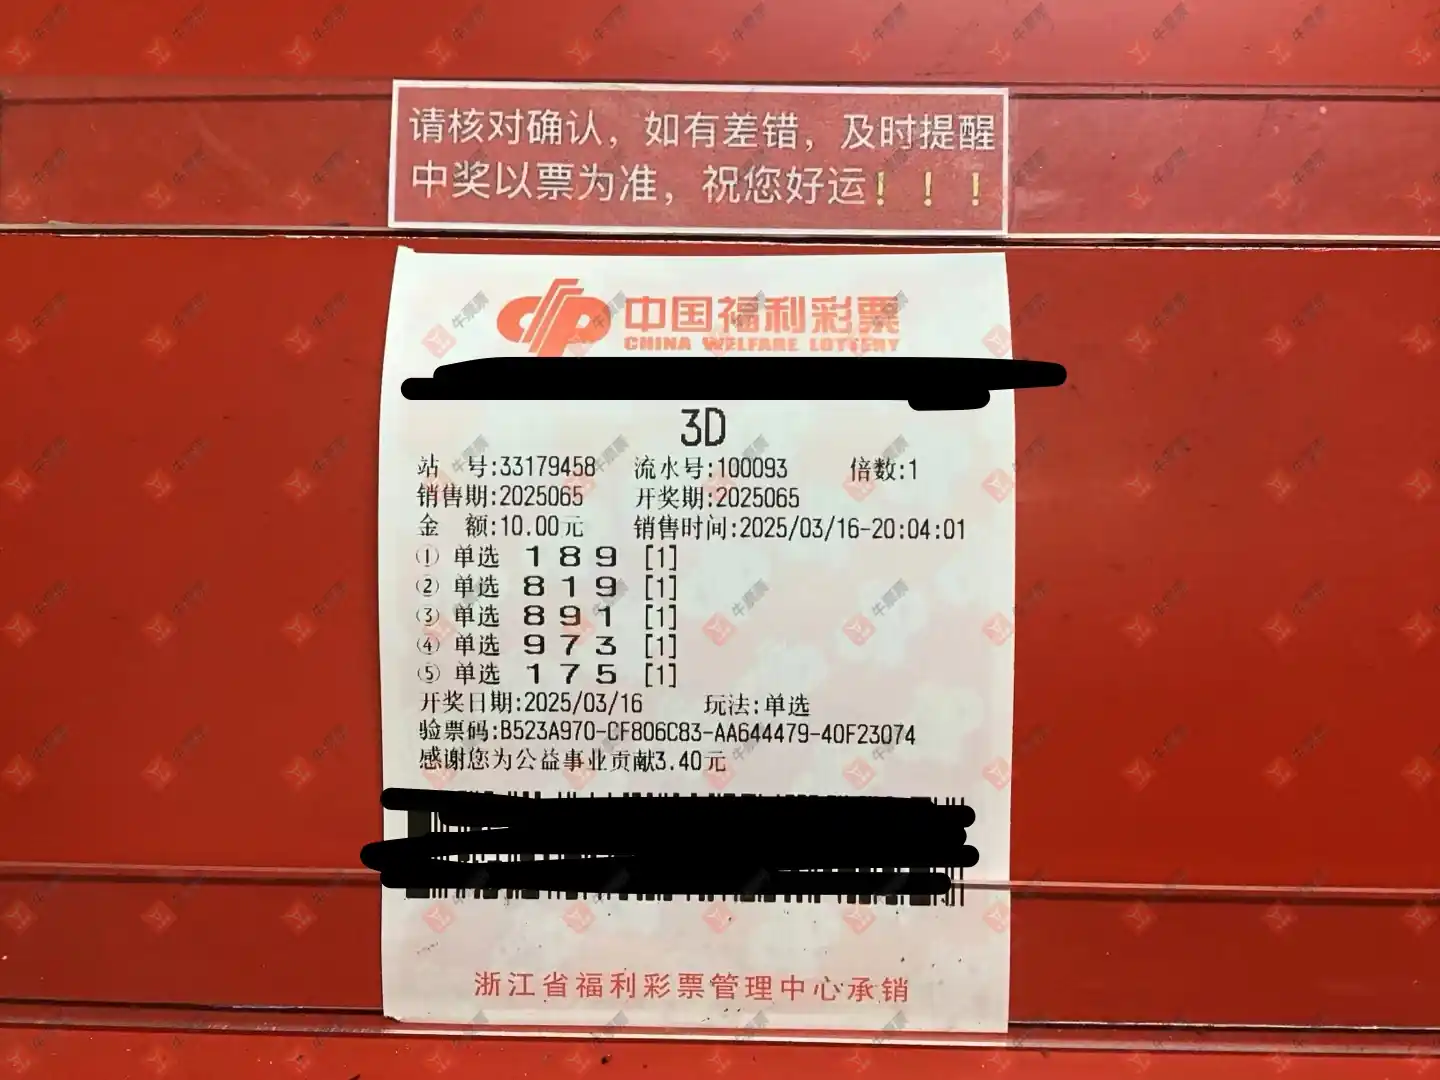 请核对确认，如有差错，及时提醒
中奖以票为准，祝您好运！！！
中国福利彩票
CHINA WELFARE LOTTERY
3D
站 号:33179458 流水号:100093 倍数:1
销售期:2025065 开奖期:2025065
金 额:10.00元 销售时间:2025/03/16-20:04:01
① 单选 1 8 9 [1]
② 单选 8 1 9 [1]
③ 单选 8 9 1 [1]
④ 单选 9 7 3 [1]
⑤ 单选 1 7 5 [1]
开奖日期:2025/03/16 玩法:单选
验票码:B523A970-CF806C83-AA644479-40F23074
感谢您为公益事业贡献3.40元
浙江省福利彩票管理中心承销